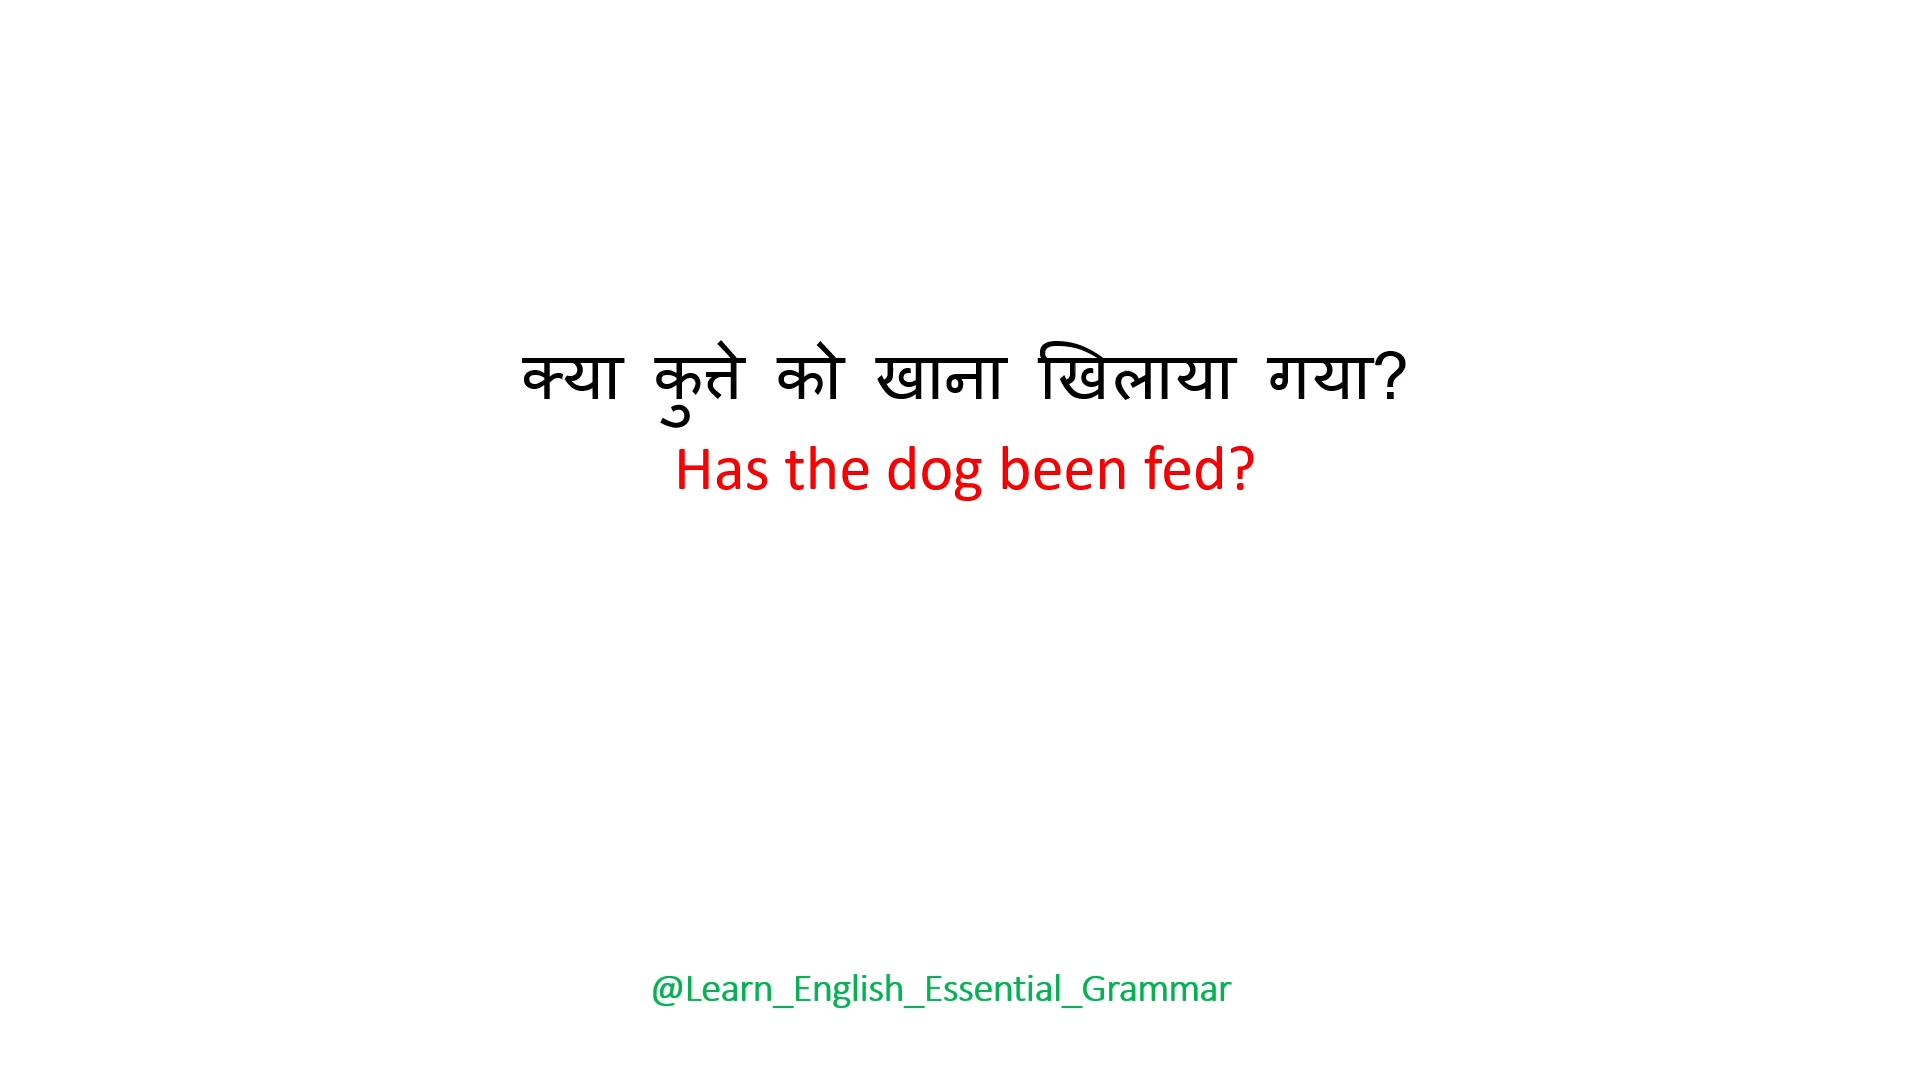 क्या कुत्ते को खाना खिलाया गया?
Has the dog been fed?
@Learn_English_Essential_Grammar